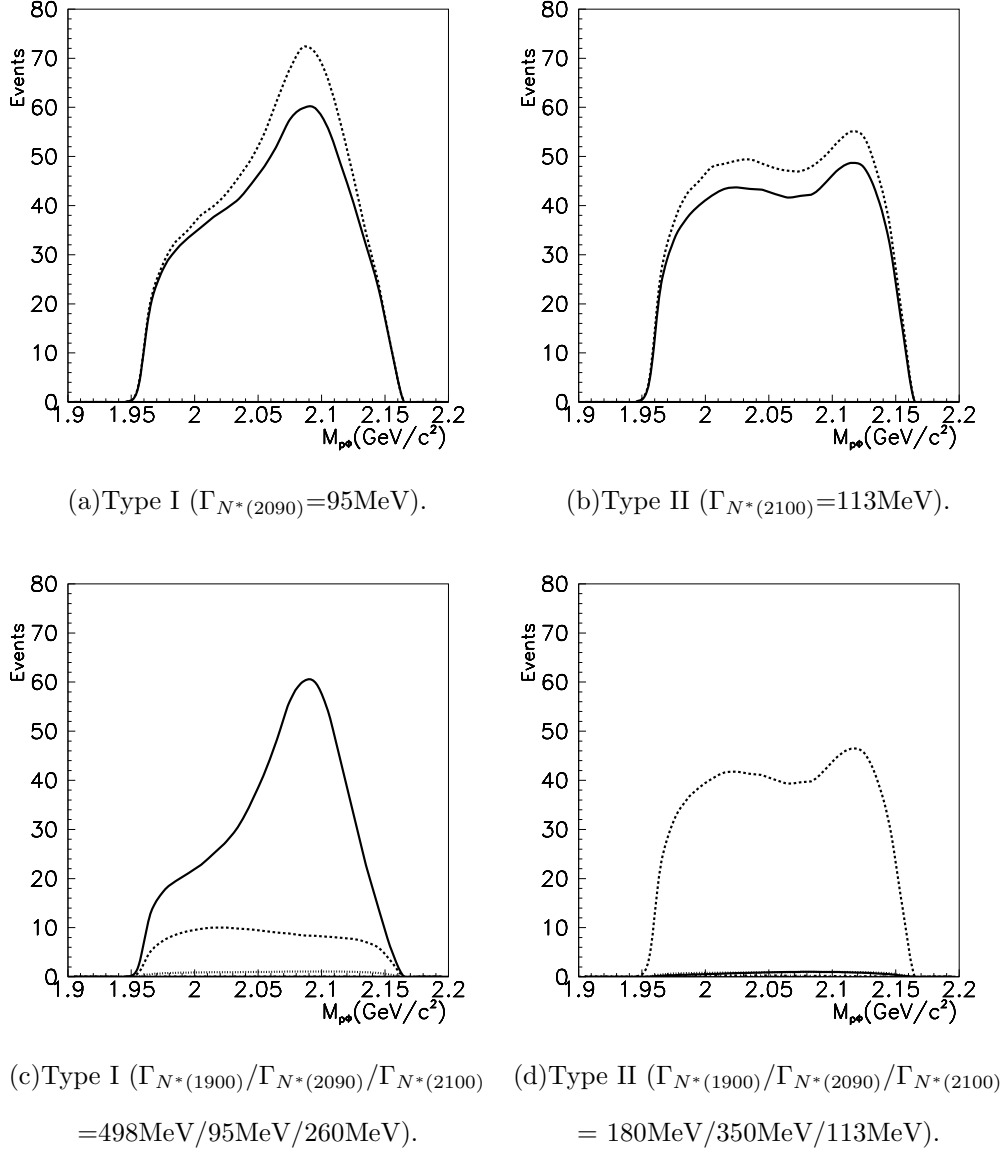 80
70
60
50
40
30
20
10
0
Events
1.9 1.95 2 2.05 2.1 2.15 2.2
M_{pΦ}(GeV/c²)
80
70
60
50
40
30
20
10
0
Events
1.9 1.95 2 2.05 2.1 2.15 2.2
M_{pΦ}(GeV/c²)
(a)Type I (Γ_{N*(2090)}=95MeV).
(b)Type II (Γ_{N*(2100)}=113MeV).
80
70
60
50
40
30
20
10
0
Events
1.9 1.95 2 2.05 2.1 2.15 2.2
M_{pΦ}(GeV/c²)
80
70
60
50
40
30
20
10
0
Events
1.9 1.95 2 2.05 2.1 2.15 2.2
M_{pΦ}(GeV/c²)
(c)Type I (Γ_{N*(1900)}/Γ_{N*(2090)}/Γ_{N*(2100)}
=498MeV/95MeV/260MeV).
(d)Type II (Γ_{N*(1900)}/Γ_{N*(2090)}/Γ_{N*(2100)}
= 180MeV/350MeV/113MeV).